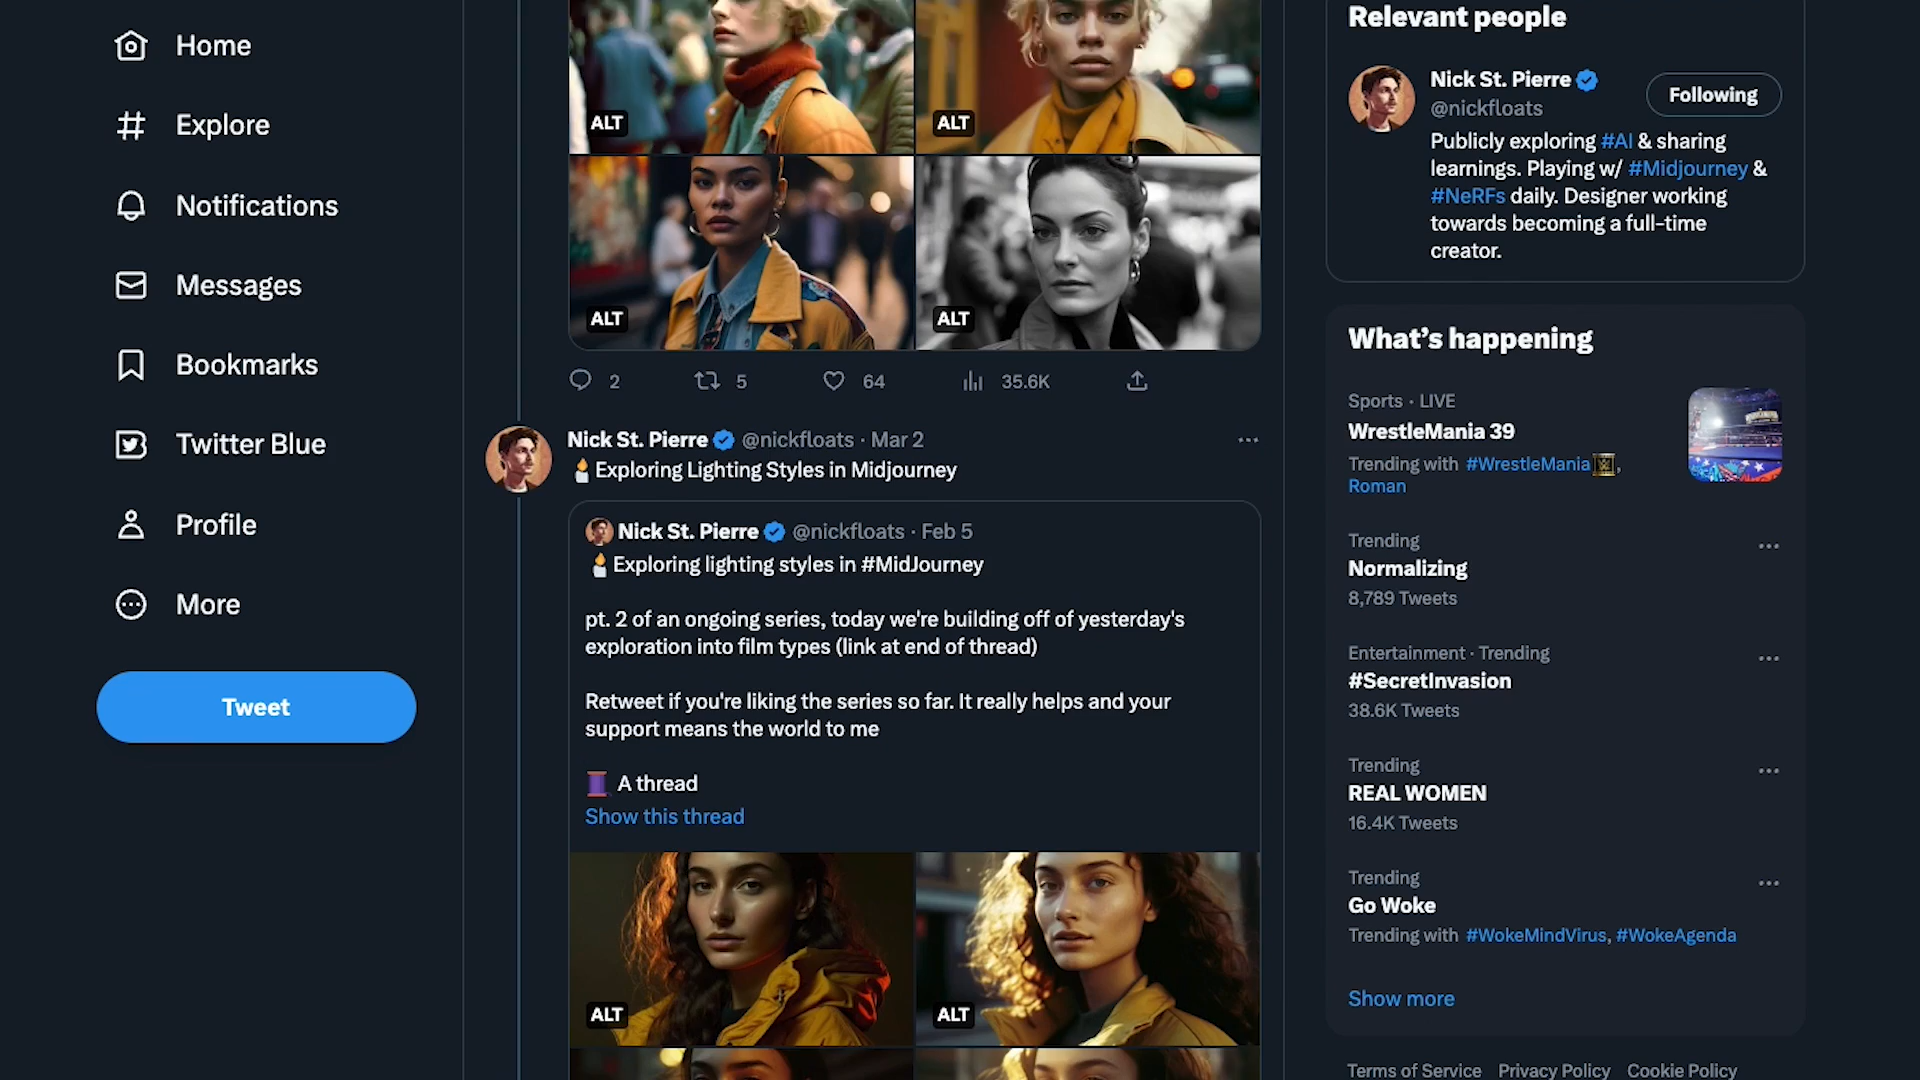 Home
Explore
Notifications
Messages
Bookmarks
Twitter Blue
Profile
More
Tweet
ALT
ALT
ALT
ALT
2
5
64
35.6K
Nick St. Pierre @nickfloats · Mar 2
Exploring Lighting Styles in Midjourney
Nick St. Pierre @nickfloats · Feb 5
Exploring lighting styles in #MidJourney
pt. 2 of an ongoing series, today we're building off of yesterday's
exploration into film types (link at end of thread)
Retweet if you're liking the series so far. It really helps and your
support means the world to me
A thread
Show this thread
ALT
ALT
Relevant people
Nick St. Pierre
@nickfloats
Following
Publicly exploring #AI & sharing
learnings. Playing w/ #Midjourney &
#NeRFs daily. Designer working
towards becoming a full-time
creator.
What's happening
Sports · LIVE
WrestleMania 39
Trending with #WrestleMania,
Roman
Trending
Normalizing
8,789 Tweets
Entertainment · Trending
#SecretInvasion
38.6K Tweets
Trending
REAL WOMEN
16.4K Tweets
Trending
Go Woke
Trending with #WokeMindVirus, #WokeAgenda
Show more
Terms of Service Privacy Policy Cookie Policy